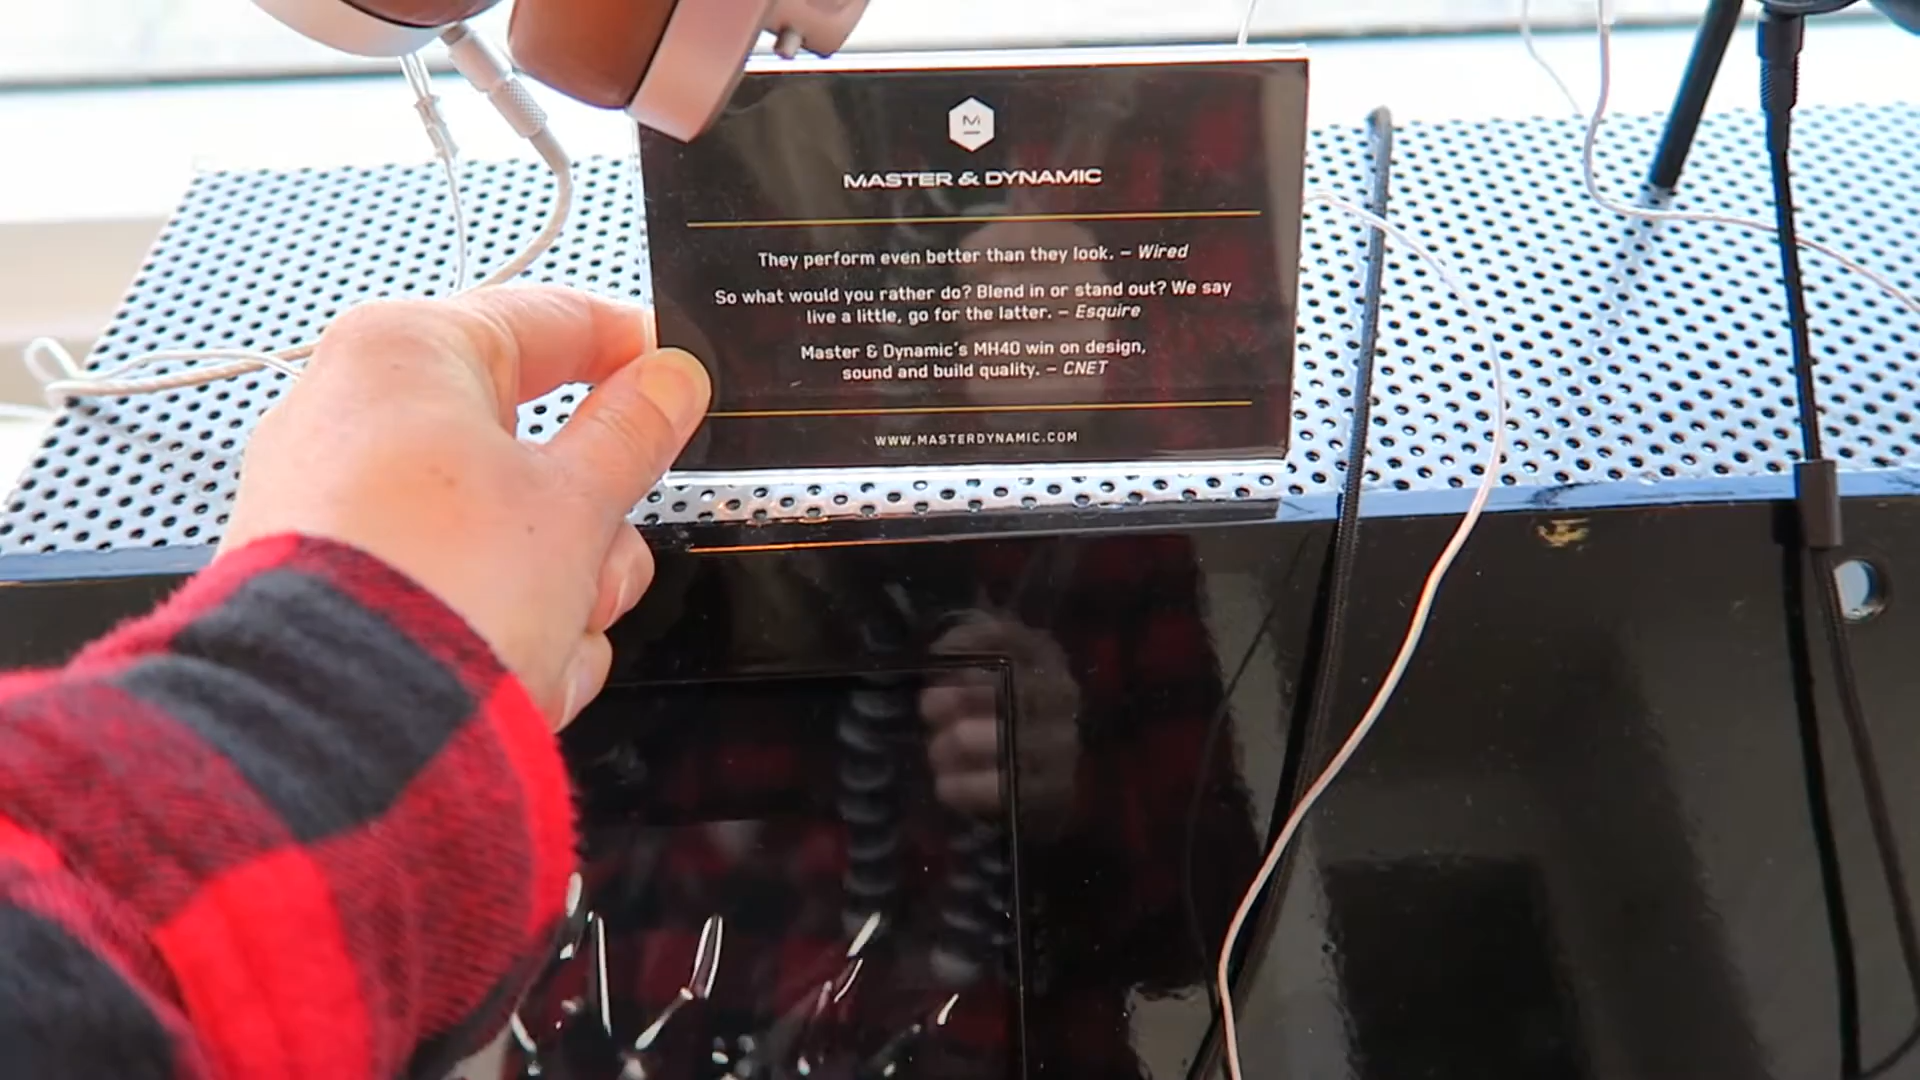 M
MASTER & DYNAMIC
They perform even better than they look. – Wired
So what would you rather do? Blend in or stand out? We say
live a little, go for the latter. – Esquire
Master & Dynamic's MH40 win on design,
sound and build quality. – CNET
WWW.MASTERDYNAMIC.COM